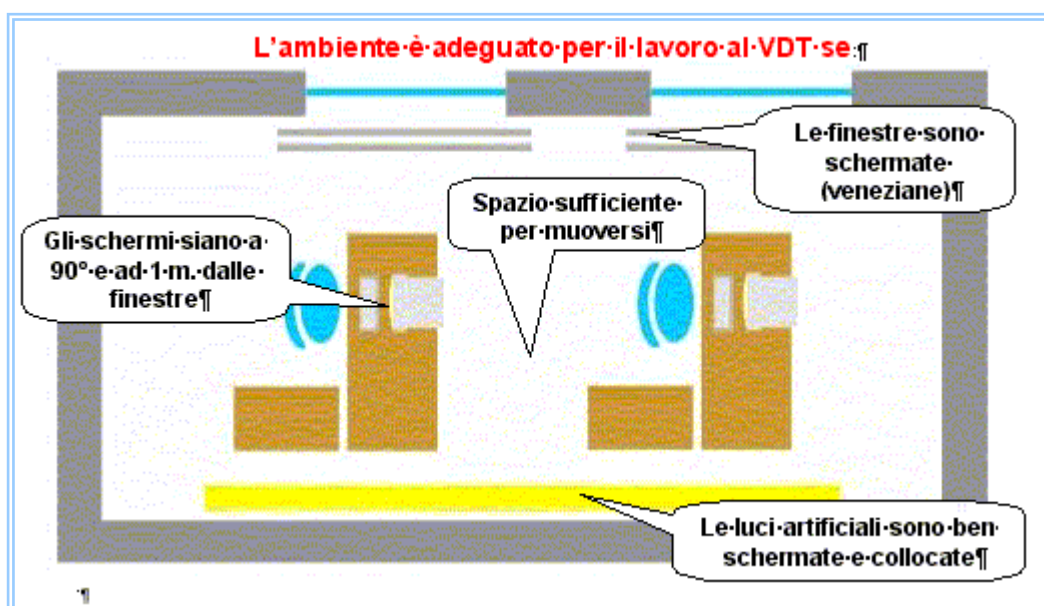 L'ambiente·è·adeguato·per·il·lavoro·al·VDT·se:¶
Le·finestre·sono·
schermate·
(veneziane)¶
Spazio·sufficiente·
per·muoversi¶
Gli·schermi·siano·a·
90°·e·ad·1·m.·dalle·
finestre¶
Le·luci·artificiali·sono·ben·
schermate·e·collocate¶
·¶